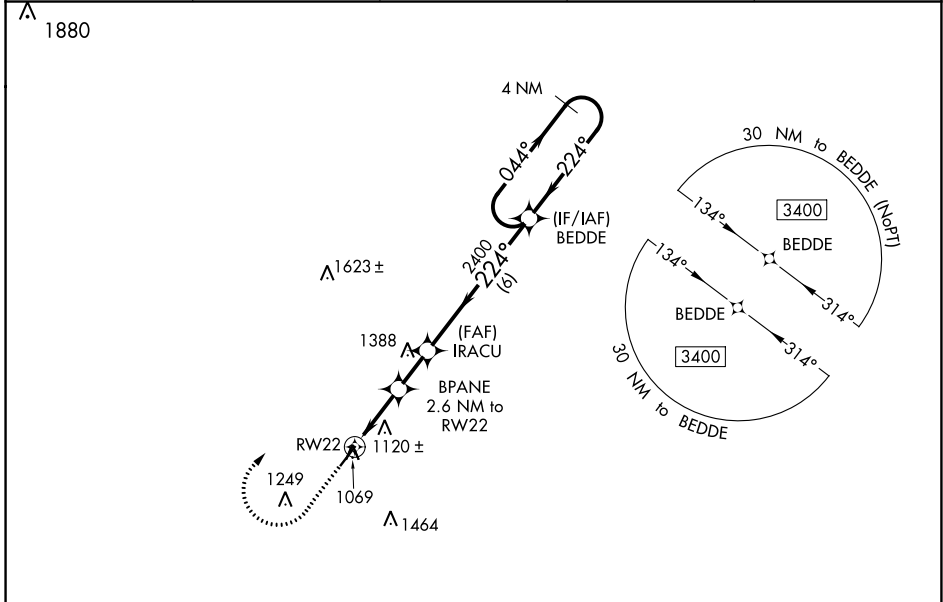 1880
4 NM
044°
224°
(IF/IAF)
BEDDE
2400
224°
(6)
1623 ±
(FAF)
IRACU
1388
BPANE
2.6 NM to
RW22
RW22
1120 ±
1249
1069
1464
30 NM to BEDDE (NoPT)
134°
3400
BEDDE
314°
134°
BEDDE
314°
3400
30 NM to BEDDE